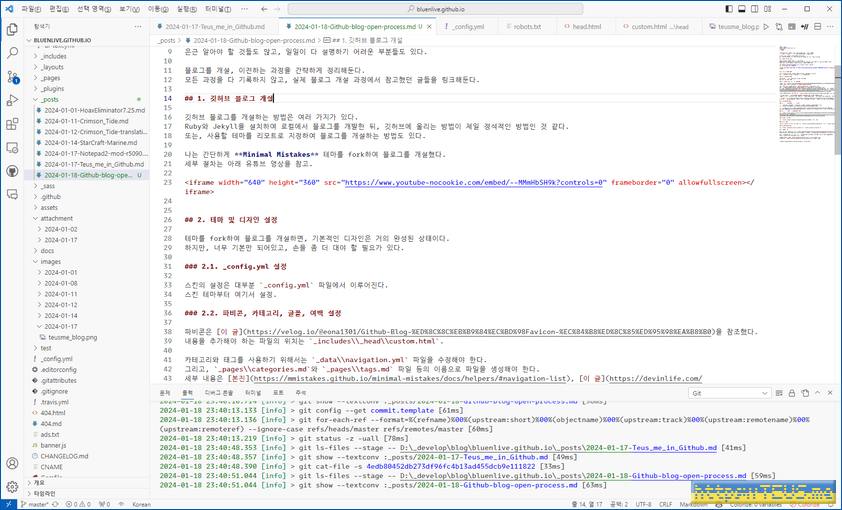 파일(F) 편집(E) 선택 영역(S) 보기(V) 이동(G) 실행(R) 터미널(T) ···
bluenlive.github.io
탐색기
2024-01-17-Teus_me_in_Github.md
2024-01-18-Github-blog-open-process.md U
_config.yml
robots.txt
head.html
custom.html ...\head
teusme_blog.p
_posts > 2024-01-18-Github-blog-open-process.md > ## 1. 깃허브 블로그 개설
BLUENLIVE.GITHUB.IO
_includes
_layouts
_pages
_plugins
_posts
2024-01-01-HoaxEliminator7.25.md
2024-01-11-Crimson_Tide.md
2024-01-12-Crimson_Tide-translati...
2024-01-14-StarCraft-Marine.md
2024-01-17-Notepad2-mod-r5090...
2024-01-17-Teus_me_in_Github.md
2024-01-18-Github-blog-ope... U
_sass
.github
assets
attachment
2024-01-02
2024-01-17
docs
images
2024-01-01
2024-01-08
2024-01-11
2024-01-12
2024-01-14
2024-01-17
teusme_blog.png
test
_config.yml
.editorconfig
.gitattributes
.gitignore
.travis.yml
404.html
404.md
ads.txt
banner.js
CHANGELOG.md
CNAME
개요
타임라인
9 은근 알아야 할 것들도 많고, 일일이 다 설명하기 어려운 부분들도 있다.
10
11 블로그를 개설, 이전하는 과정을 간략하게 정리해둔다.
12 모든 과정을 다 기록하지 않고, 실제 블로그 개설 과정에서 참고했던 글들을 링크해둔다.
13
14 ## 1. 깃허브 블로그 개설
15
16 깃허브 블로그를 개설하는 방법은 여러 가지가 있다.
17 Ruby와 Jekyll을 설치하여 로컬에서 블로그를 개발한 뒤, 깃허브에 올리는 방법이 제일 정석적인 방법인 것 같다.
18 또는, 사용할 테마를 리모트로 지정하여 블로그를 개설하는 방법도 있다.
19
20 나는 간단하게 **Minimal Mistakes** 테마를 fork하여 블로그를 개설했다.
21 세부 절차는 아래 유튜브 영상을 참고.
22
23 <iframe width="640" height="360" src="https://www.youtube-nocookie.com/embed/--MMmHbSH9k?controls=0" frameborder="0" allowfullscreen></
iframe>
24
25
26 ## 2. 테마 및 디자인 설정
27
28 테마를 fork하여 블로그를 개설하면, 기본적인 디자인은 거의 완성된 상태이다.
29 하지만, 너무 기본만 되어있고, 손을 좀 더 대야 할 필요가 있다.
30
31 ### 2.1. _config.yml 설정
32
33 스킨의 설정은 대부분 `_config.yml` 파일에서 이루어진다.
34 스킨 테마부터 여기서 설정.
35
36 ### 2.2. 파비콘, 카테고리, 글꼴, 여백 설정
37
38 파비콘은 [이 글](https://velog.io/@eona1301/Github-Blog-%ED%8C%8C%EB%B9%84%EC%BD%98Favicon-%EC%84%B8%ED%8C%85%ED%95%98%EA%B8%B0)을 참조했다.
39 내용을 추가해야 하는 파일의 위치는 `_includes\_head\custom.html`.
40
41 카테고리와 태그를 사용하기 위해서는 `_data\navigation.yml` 파일을 수정해야 한다.
42 그리고, `_pages\categories.md`와 `_pages\tags.md` 파일 등의 이름으로 파일을 생성해야 한다.
43 세부 내용은 [본진](https://mmistakes.github.io/minimal-mistakes/docs/helpers/#navigation-list), [이 글](https://devinlife.com/
문제 출력 디버그 콘솔 터미널 포트 주석
Git
2024-01-18 23:40:13.133 [info] > git config --get commit.template [61ms]
2024-01-18 23:40:13.136 [info] > git for-each-ref --format=%(refname)%00%(upstream:short)%00%(objectname)%00%(upstream:track)%00%(upstream:remotename)%00%
(upstream:remoteref) --ignore-case refs/heads/master refs/remotes/master [60ms]
2024-01-18 23:40:13.219 [info] > git status -z -uall [78ms]
2024-01-18 23:40:48.353 [info] > git ls-files --stage -- D:\_develop\blog\bluenlive.github.io\_posts\2024-01-17-Teus_me_in_Github.md [41ms]
2024-01-18 23:40:48.357 [info] > git show --textconv :_posts/2024-01-17-Teus_me_in_Github.md [49ms]
2024-01-18 23:40:48.390 [info] > git cat-file -s 4edb80452db273df96fc4b13ad455dcb9e111822 [33ms]
2024-01-18 23:40:51.044 [info] > git ls-files --stage -- D:\_develop\blog\bluenlive.github.io\_posts\2024-01-18-Github-blog-open-process.md [59ms]
2024-01-18 23:40:51.044 [info] > git show --textconv :_posts/2024-01-18-Github-blog-open-process.md [63ms]
master* 0 0 0 Korean
줄 14, 열 17 공백: 2 UTF-8 CRLF Markdown